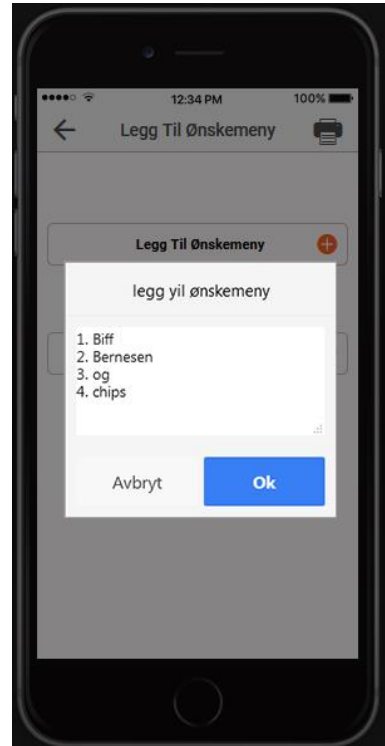 12:34 PM 100%
Legg Til Ønskemeny
Legg Til Ønskemeny
legg yil ønskemeny
1. Biff
2. Bernesen
3. og
4. chips
Avbryt Ok